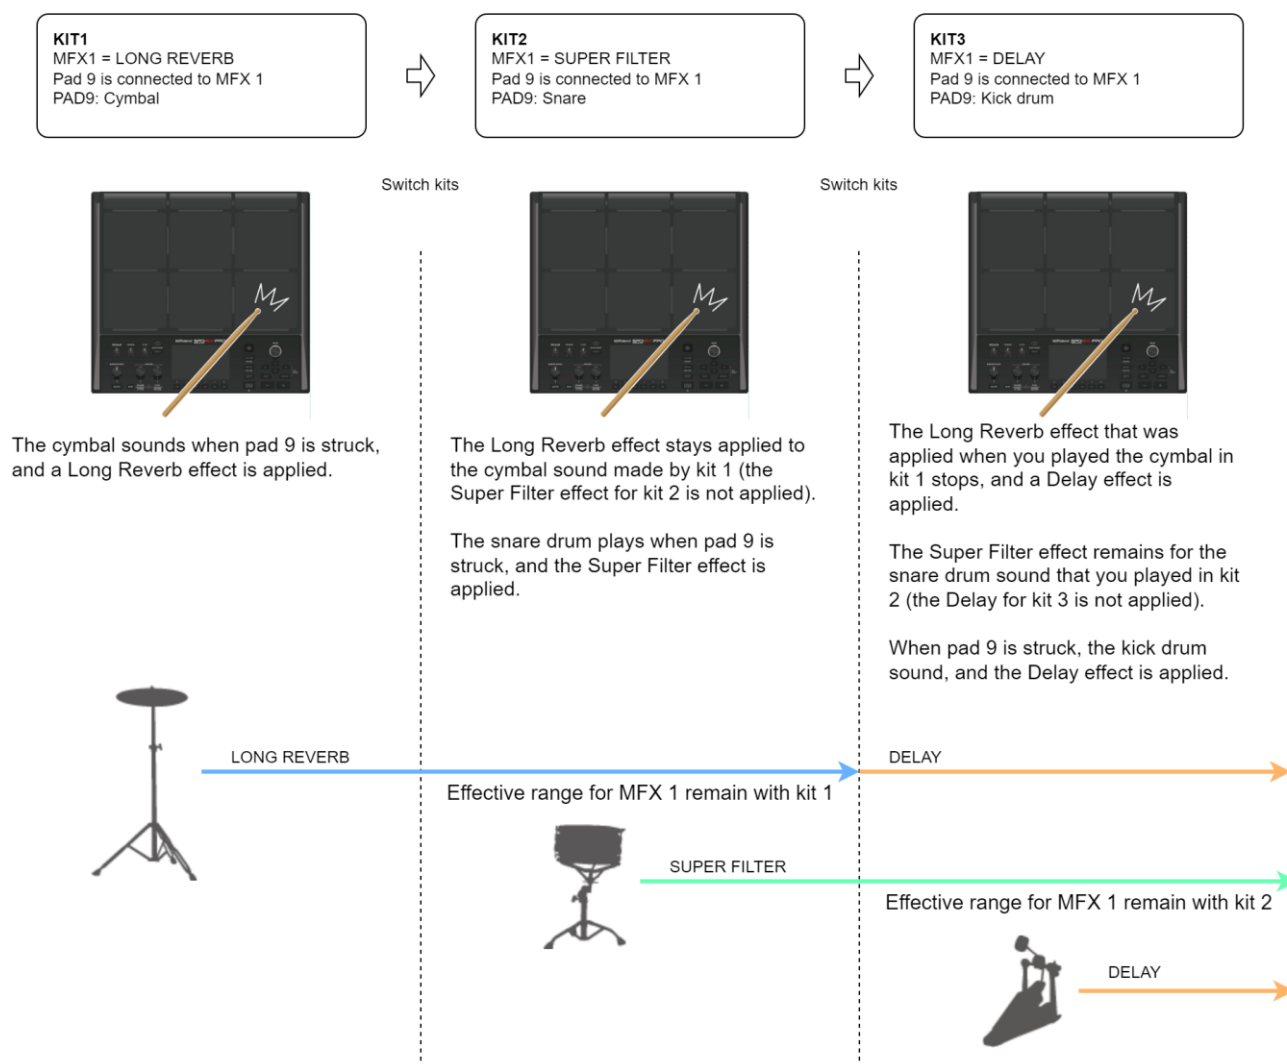 KIT1
MFX1 = LONG REVERB
Pad 9 is connected to MFX 1
PAD9: Cymbal
KIT2
MFX1 = SUPER FILTER
Pad 9 is connected to MFX 1
PAD9: Snare
KIT3
MFX1 = DELAY
Pad 9 is connected to MFX 1
PAD9: Kick drum
Switch kits
Switch kits
The cymbal sounds when pad 9 is struck,
and a Long Reverb effect is applied.
The Long Reverb effect stays applied to
the cymbal sound made by kit 1 (the
Super Filter effect for kit 2 is not applied).
The snare drum plays when pad 9 is
struck, and the Super Filter effect is
applied.
The Long Reverb effect that was
applied when you played the cymbal in
kit 1 stops, and a Delay effect is
applied.
The Super Filter effect remains for the
snare drum sound that you played in kit
2 (the Delay for kit 3 is not applied).
When pad 9 is struck, the kick drum
sound, and the Delay effect is applied.
LONG REVERB
DELAY
Effective range for MFX 1 remain with kit 1
SUPER FILTER
Effective range for MFX 1 remain with kit 2
DELAY